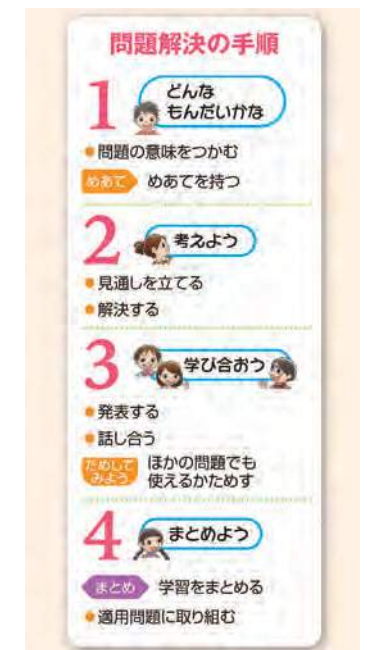 問題解決の手順
1
どんな
もんだいかな
●問題の意味をつかむ
めあて めあてを持つ
2
考えよう
●見通しを立てる
●解決する
3
学び合おう
●発表する
●話し合う
ためして
みよう
ほかの問題でも
使えるかためす
4
まとめよう
まとめ 学習をまとめる
●適用問題に取り組む